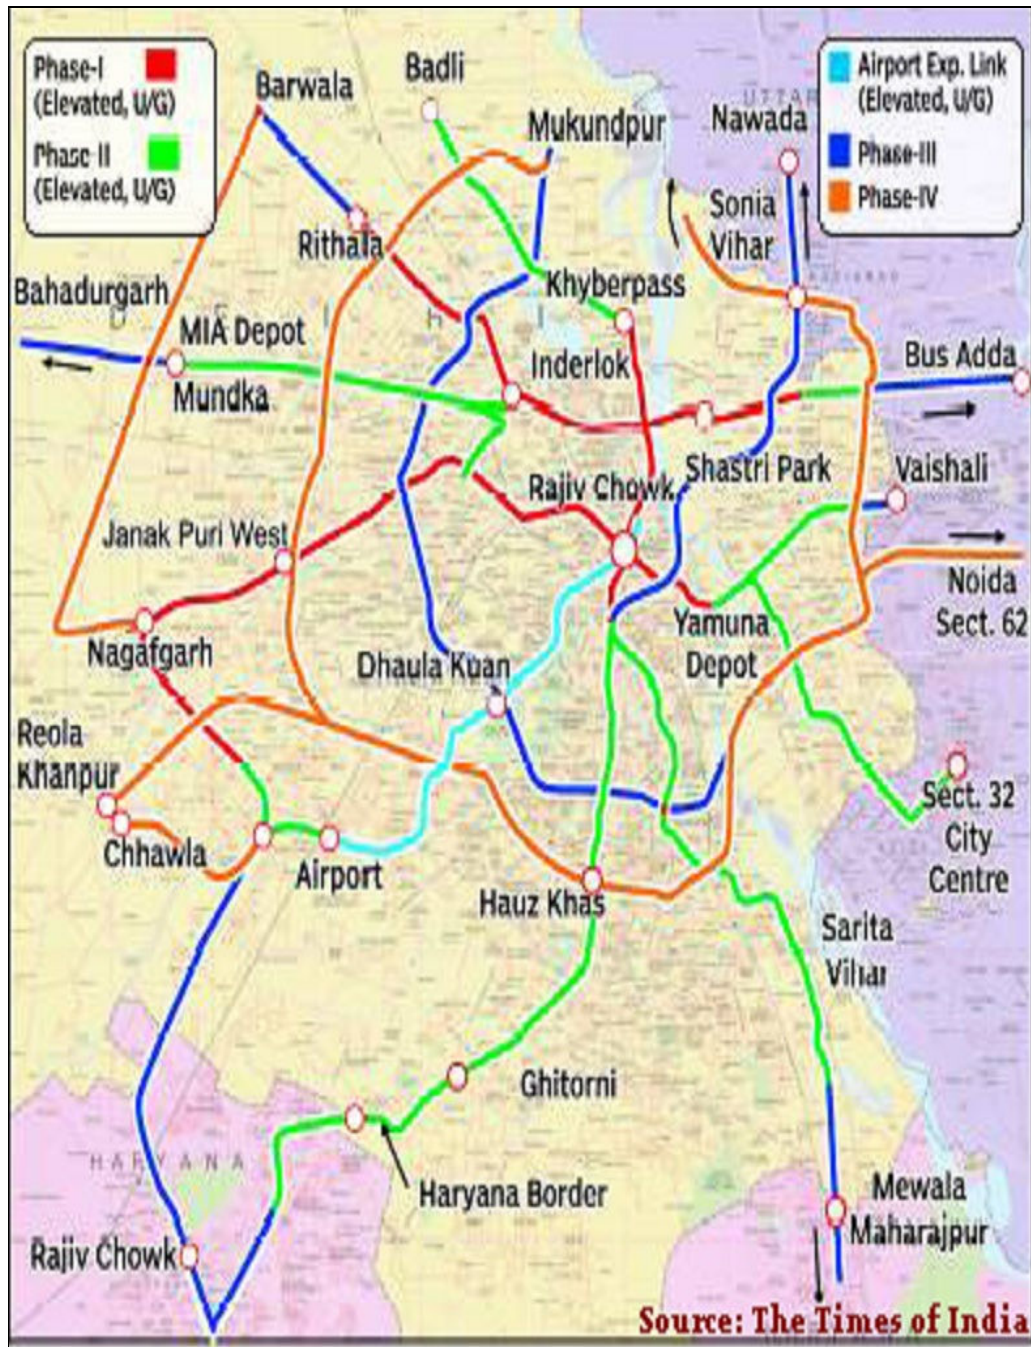 Phase-I
(Elevated, U/G)
Phase-II
(Elevated, U/G)
Airport Exp. Link
(Elevated, U/G)
Phase-III
Phase-IV
Badli
Barwala
Mukundpur
UTTAR
Nawada
Sonia
Vihar
Rithala
Khyberpass
Bahadurgarh
D E L H I
MIA Depot
Mundka
Inderlok
Bus Adda
Rajiv Chowk
Shastri Park
Vaishali
Janak Puri West
Noida
Sect. 62
Nagafgarh
Dhaula Kuan
Yamuna
Depot
Reola
Khanpur
Chhawla
Airport
Sect. 32
City
Centre
Hauz Khas
Sarita
Vihar
Ghitorni
HARYANA
Haryana Border
Mewala
Maharajpur
Rajiv Chowk
Source: The Times of India